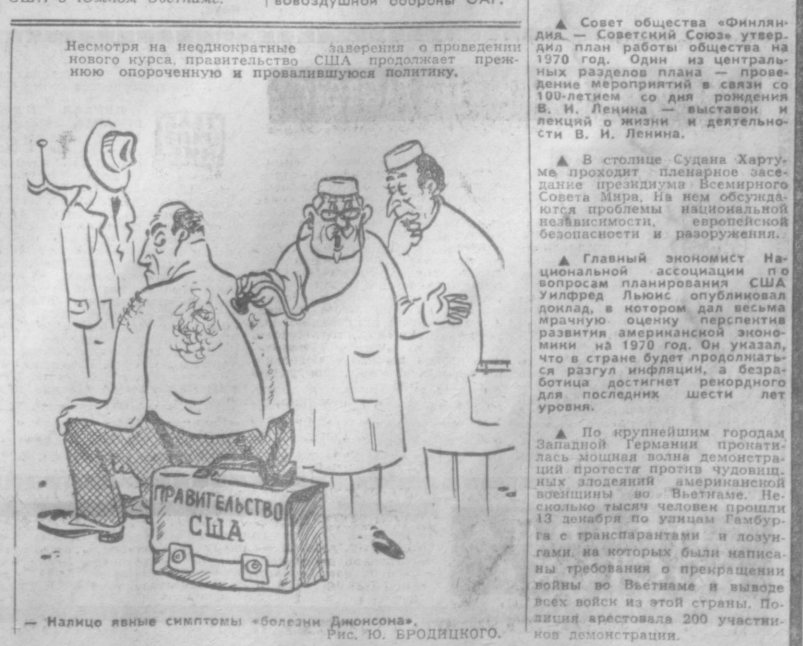 вовоздушной обороны ОАГ.
Несмотря на неоднократные заверения о проведении
нового курса, правительство США продолжает преж-
нюю опороченную и провалившуюся политику.
ПРАВИТЕЛЬСТВО
США
— Налицо явные симптомы «болезни Джонсона».
Рис. Ю. БРОДИЦКОГО.
▲ Совет общества «Финлян-
дия — Советский Союз» утвер-
дил план работы общества на
1970 год. Один из централь-
ных разделов плана — прове-
дение мероприятий в связи со
100-летием со дня рождения
В. И. Ленина — выставок и
лекций о жизни и деятельно-
сти В. И. Ленина.
▲ В столице Судана Харту-
ме проходит пленарное засе-
дание президиума Всемирного
Совета Мира. На нем обсужда-
ются проблемы национальной
независимости, европейской
безопасности и разоружения.
▲ Главный экономист На-
циональной ассоциации по
вопросам планирования США
Уилфред Льюис опубликовал
доклад, в котором дал весьма
мрачную оценку перспектив
развития американской эконо-
мики на 1970 год. Он указал,
что в стране будет продолжать-
ся разгул инфляции, а безра-
ботица достигнет рекордного
для последних шести лет
уровня.
▲ По крупнейшим городам
Западной Германии прокати-
лась мощная волна демонстра-
ций протеста против чудовищ-
ных злодеяний американской
военщины во Вьетнаме. Не-
сколько тысяч человек прошли
13 декабря по улицам Гамбур-
га с транспарантами и лозун-
гами, на которых были написа-
ны требования о прекращении
войны во Вьетнаме и выводе
всех войск из этой страны. По-
лиция арестовала 200 участни-
ков демонстрации.